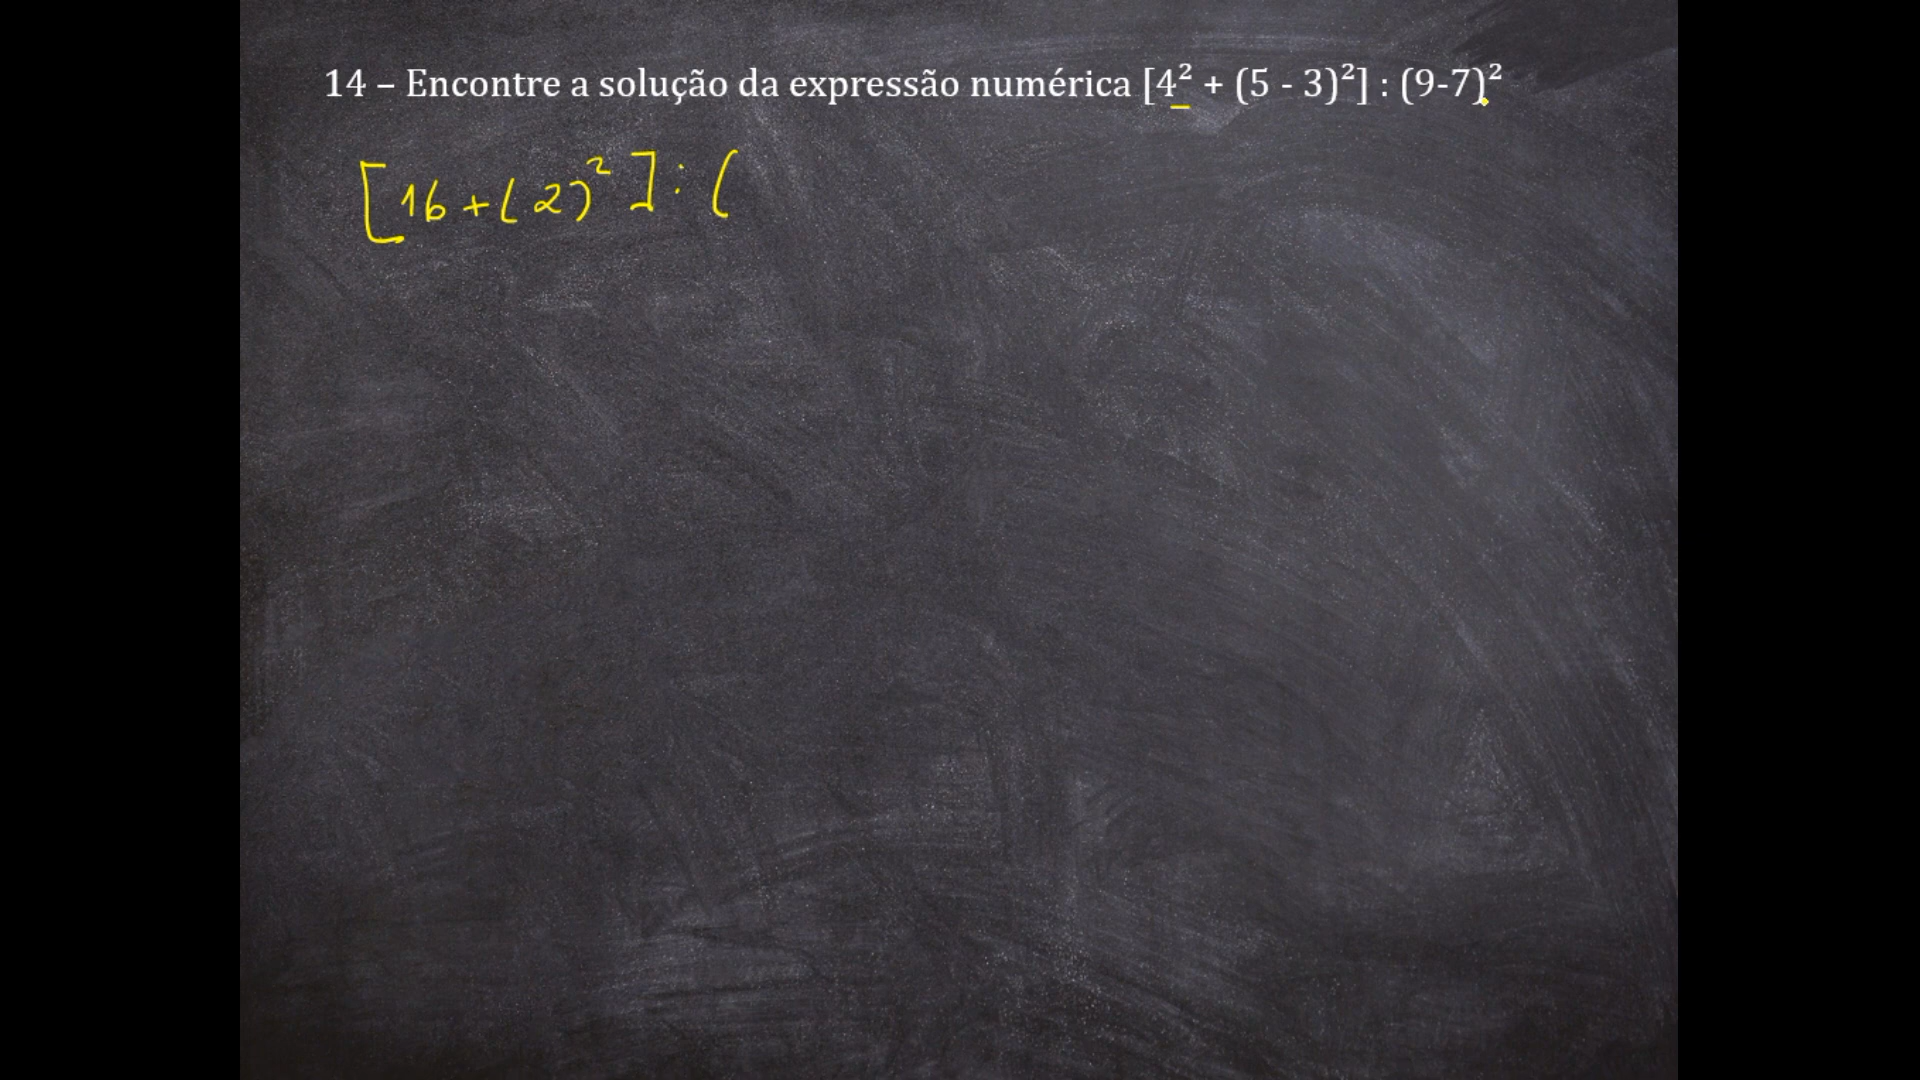 14 – Encontre a solução da expressão numérica [4² + (5 - 3)²] : (9-7)²
[16 + (2)²] : (